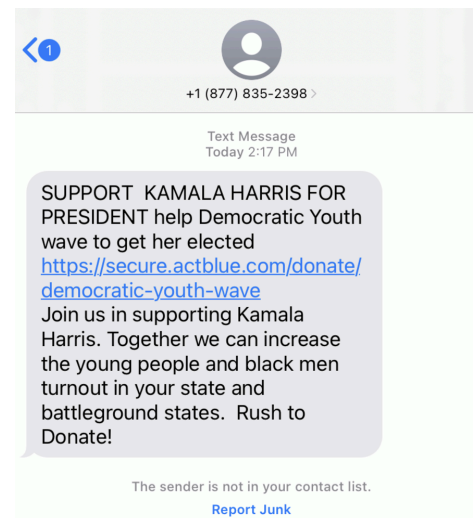 1
+1 (877) 835-2398 >
Text Message
Today 2:17 PM
SUPPORT  KAMALA HARRIS FOR
PRESIDENT help Democratic Youth
wave to get her elected
https://secure.actblue.com/donate/
democratic-youth-wave
Join us in supporting Kamala
Harris. Together we can increase
the young people and black men
turnout in your state and
battleground states.  Rush to
Donate!
The sender is not in your contact list.
Report Junk